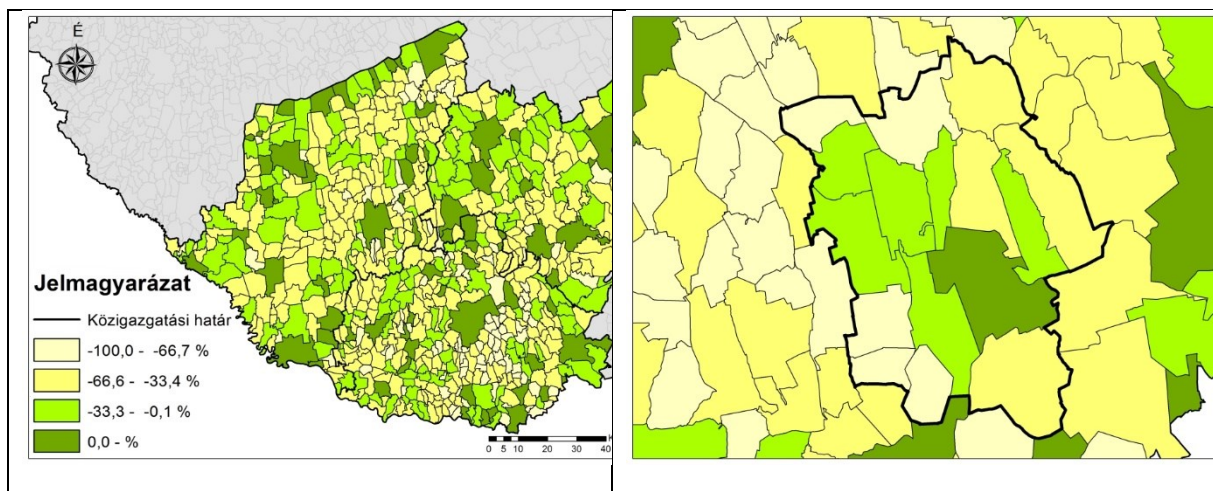 É
Jelmagyarázat
Közigazgatási határ
-100,0 - -66,7 %
-66,6 - -33,4 %
-33,3 - -0,1 %
0,0 - %
0 5 10 20 30 40